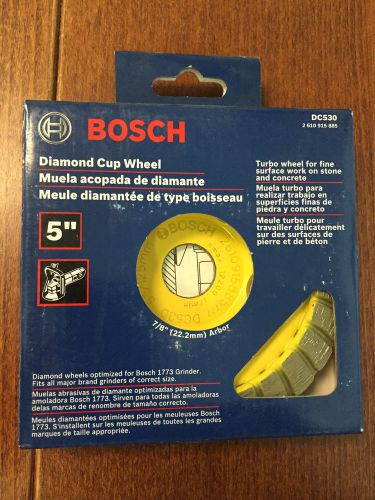 DC530
2 610 915 885
BOSCH
Diamond Cup Wheel
Muela acopada de diamante
Meule diamantée de type boisseau
5"
Turbo wheel for fine
surface work on stone
and concrete
Muela turbo para
realizar trabajo en
superficies finas de
piedra y concreto
Meule turbo pour
travailler délicatement
sur des surfaces de
pierre et de béton
BOSCH
DC530
7/8" (22.2mm) Arbor
Diamond wheels optimized for Bosch 1773 Grinder.
Fits all major brand grinders of correct size.
Muelas abrasivas de diamante optimizadas para la
amoladora Bosch 1773. Sirven para todas las amoladoras
delas marcas de renombre de tamaño correcto.
Meules diamantées optimisées pour les meuleuses Bosch
1773. S'installent sur les meuleuses de toutes les grandes
marques de taille appropriée.